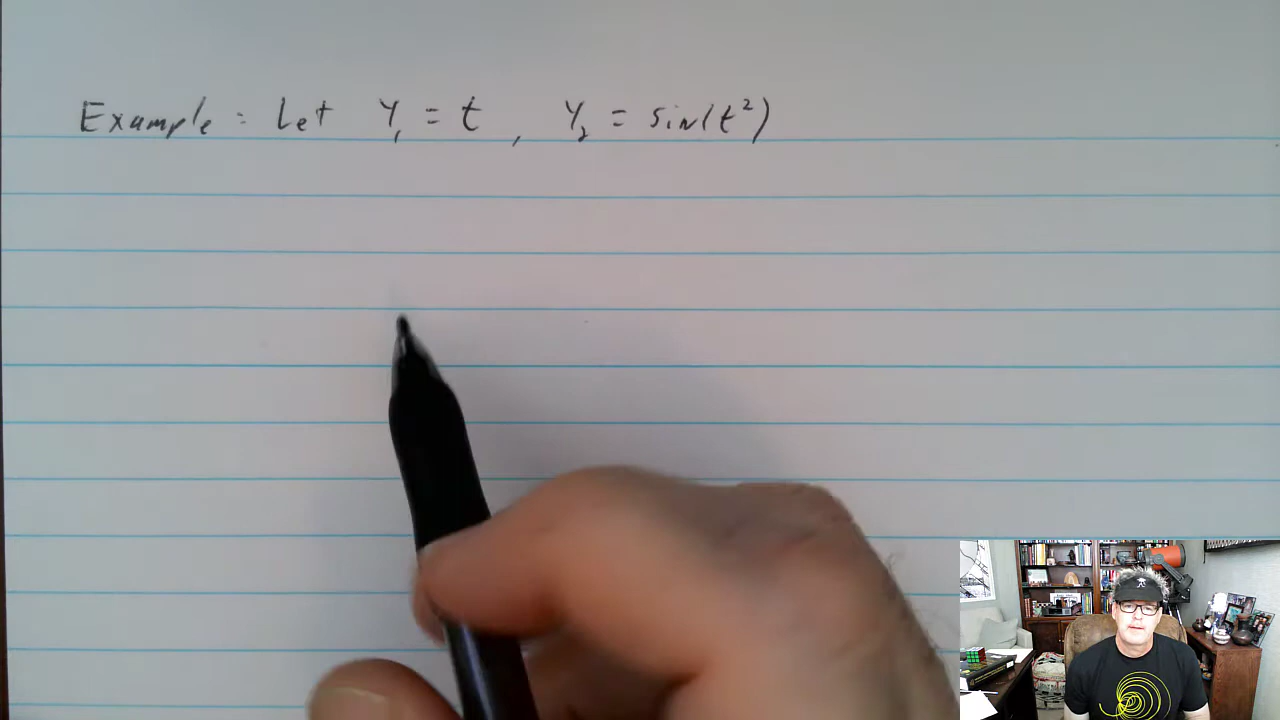 Example: Let y₁ = t, y₂ = sin(t²)